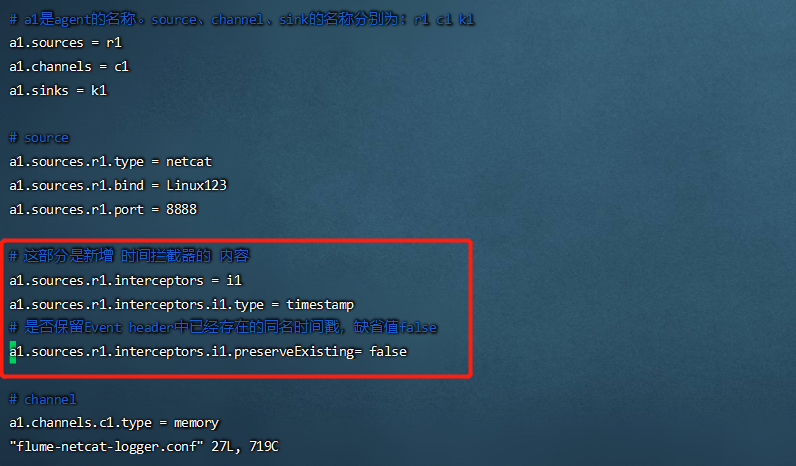 # a1是agent的名称。source、channel、sink的名称分别为: r1 c1 k1
a1.sources = r1
a1.channels = c1
a1.sinks = k1
# source
a1.sources.r1.type = netcat
a1.sources.r1.bind = Linux123
a1.sources.r1.port = 8888
# 这部分是新增 时间拦截器的 内容
a1.sources.r1.interceptors = i1
a1.sources.r1.interceptors.i1.type = timestamp
# 是否保留Event header中已经存在的同名时间戳，缺省值false
a1.sources.r1.interceptors.i1.preserveExisting= false
# channel
a1.channels.c1.type = memory
"flume-netcat-logger.conf" 27L, 719C